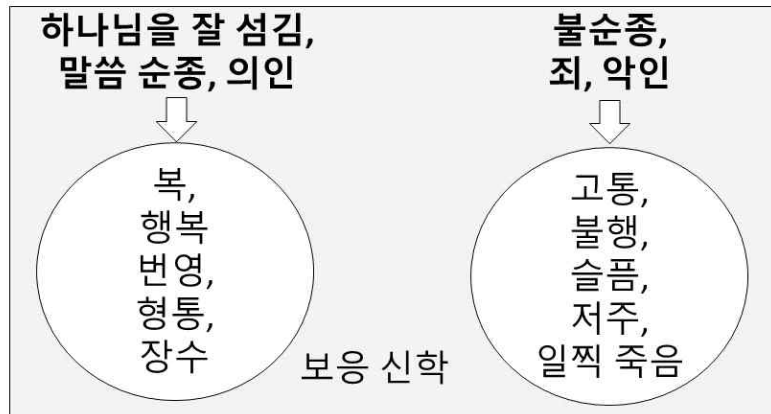 하나님을 잘 섬김,
말씀 순종, 의인
복,
행복
번영,
형통,
장수
불순종,
죄, 악인
고통,
불행,
슬픔,
저주,
일찍 죽음
보응 신학